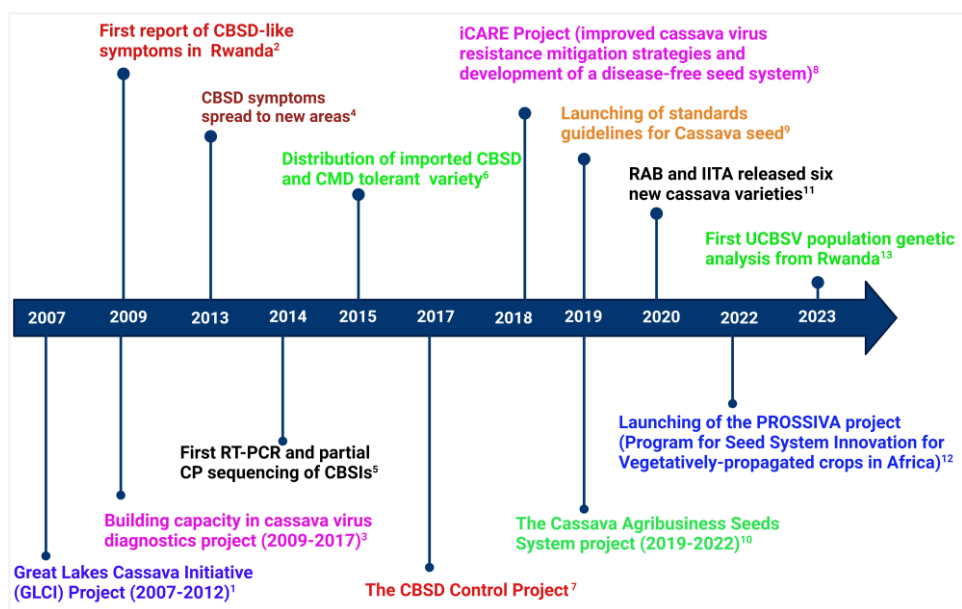 First report of CBSD-like
symptoms in Rwanda²
CBSD symptoms
spread to new areas⁴
Distribution of imported CBSD
and CMD tolerant variety⁶
iCARE Project (improved cassava virus
resistance mitigation strategies and
development of a disease-free seed system)⁸
Launching of standards
guidelines for Cassava seed⁹
RAB and IITA released six
new cassava varieties¹¹
First UCBSV population genetic
analysis from Rwanda¹³
2007 2009 2013 2014 2015 2017 2018 2019 2020 2022 2023
First RT-PCR and partial
CP sequencing of CBSIs⁵
Building capacity in cassava virus
diagnostics project (2009-2017)³
Great Lakes Cassava Initiative
(GLCI) Project (2007-2012)¹
The CBSD Control Project⁷
The Cassava Agribusiness Seeds
System project (2019-2022)¹⁰
Launching of the PROSSIVA project
(Program for Seed System Innovation for
Vegetatively-propagated crops in Africa)¹²